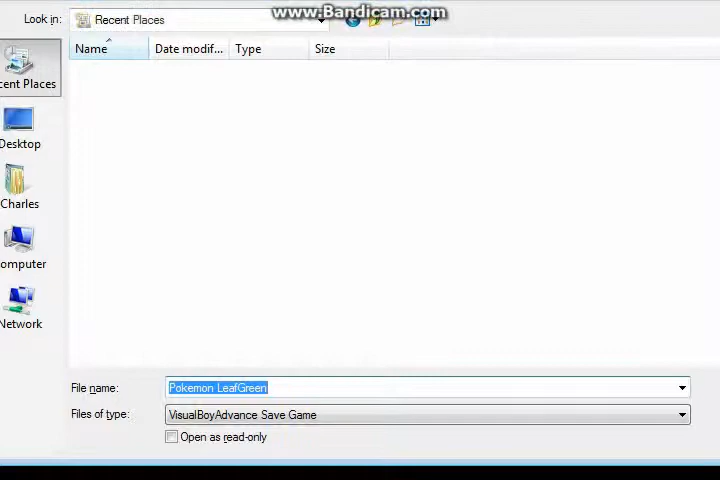 www.Bandicam.com
Look in: Recent Places
Name Date modif... Type Size
cent Places
Desktop
Charles
omputer
Network
File name: Pokemon LeafGreen
Files of type: VisualBoyAdvance Save Game
Open as read-only